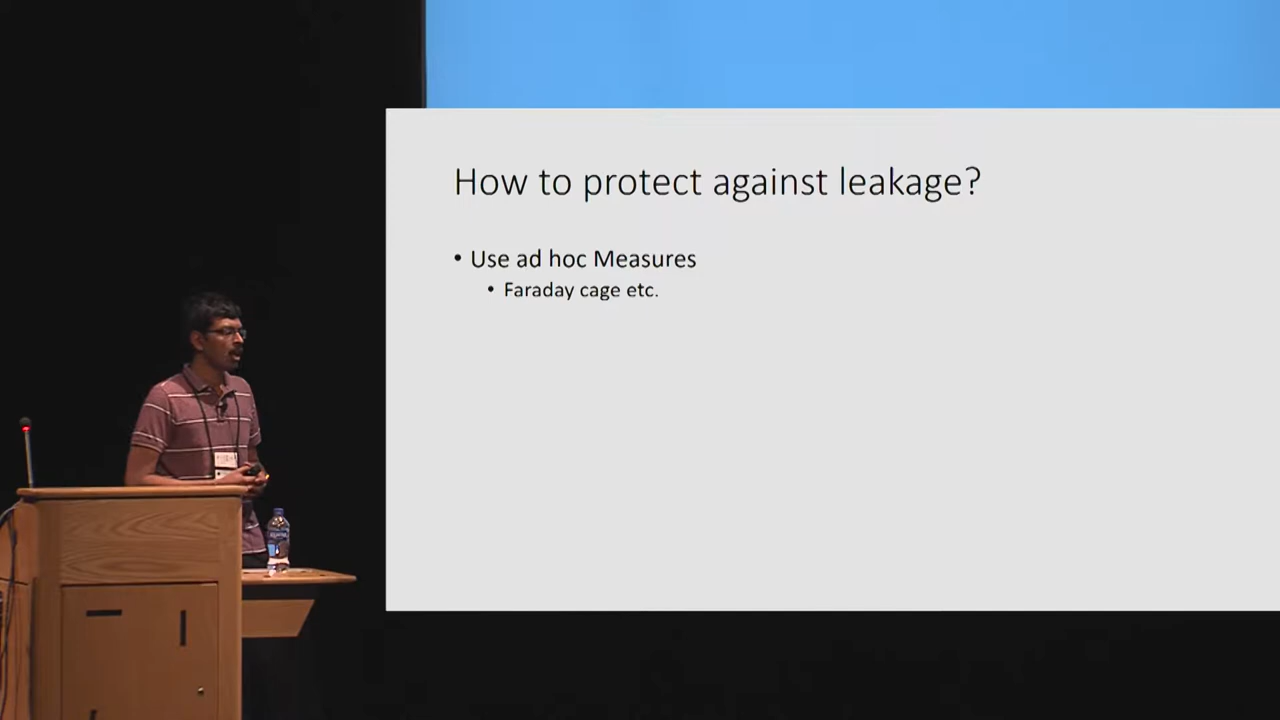 How to protect against leakage?
• Use ad hoc Measures
• Faraday cage etc.